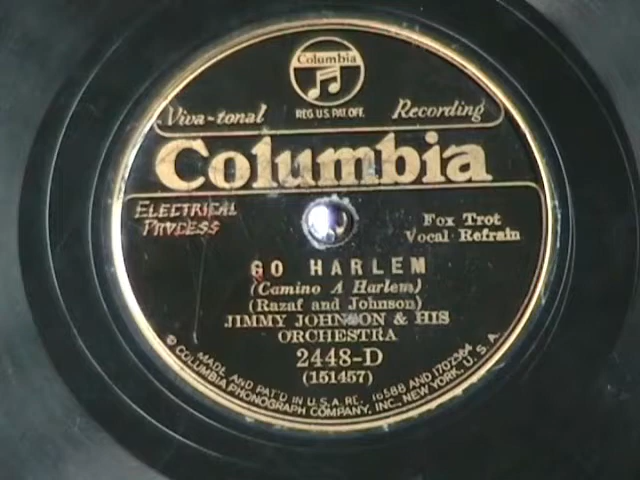 Columbia
REG. U.S. PAT. OFF.
Viva-tonal Recording
Columbia
ELECTRICAL
PROCESS
Fox Trot
Vocal Refrain
GO HARLEM
(Camino A Harlem)
(Razaf and Johnson)
JIMMY JOHNSON & HIS
ORCHESTRA
2448-D
(151457)
MADE AND PAT'D IN U.S.A. RE. 16588 AND 1702564
© COLUMBIA PHONOGRAPH COMPANY, INC., NEW YORK, U.S.A.